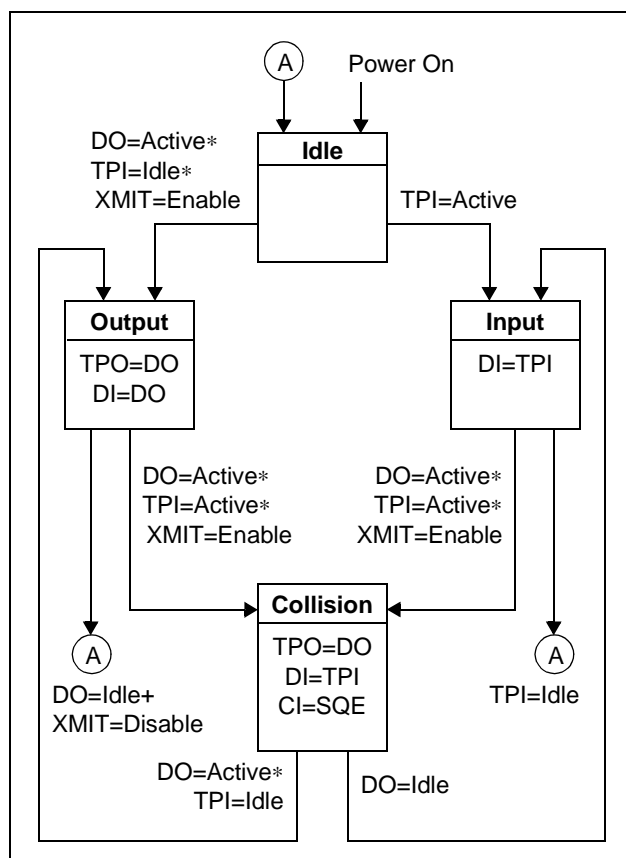 A
Power On
DO=Active*
TPI=Idle*
XMIT=Enable
Idle
TPI=Active
Output
TPO=DO
DI=DO
Input
DI=TPI
DO=Active*
TPI=Active*
XMIT=Enable
DO=Active*
TPI=Active*
XMIT=Enable
Collision
TPO=DO
DI=TPI
CI=SQE
A
DO=Idle+
XMIT=Disable
A
TPI=Idle
DO=Active*
TPI=Idle
DO=Idle